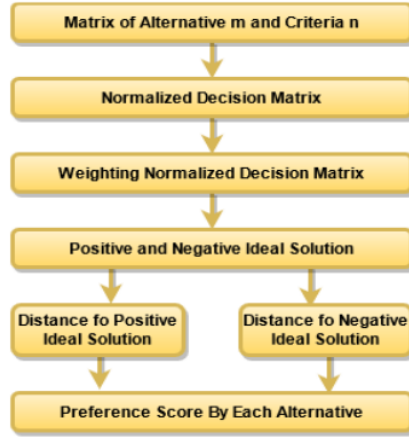 Matrix of Alternative m and Criteria n
Normalized Decision Matrix
Weighting Normalized Decision Matrix
Positive and Negative Ideal Solution
Distance fo Positive
Ideal Solution
Distance fo Negative
Ideal Solution
Preference Score By Each Alternative